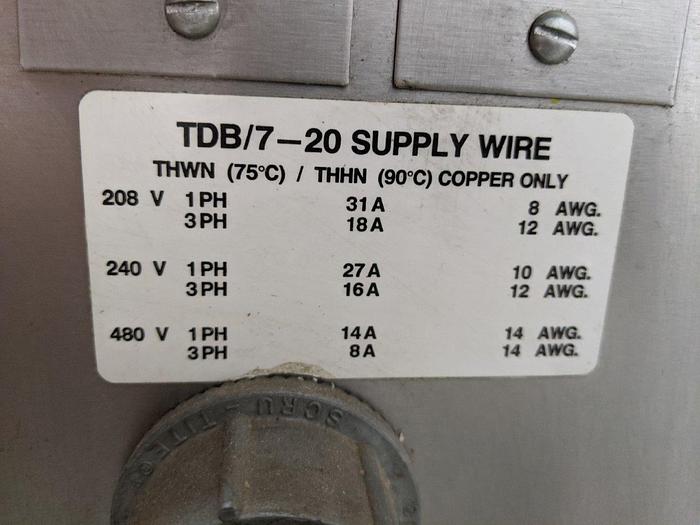 TDB/7—20 SUPPLY WIRE
THWN (75°C) / THHN (90°C) COPPER ONLY
208 V 1PH 31A 8 AWG.
3PH 18A 12 AWG.
240 V 1PH 27A 10 AWG.
3PH 16A 12 AWG.
480 V 1PH 14A 14 AWG.
3PH 8A 14 AWG.
SCRU-TITE